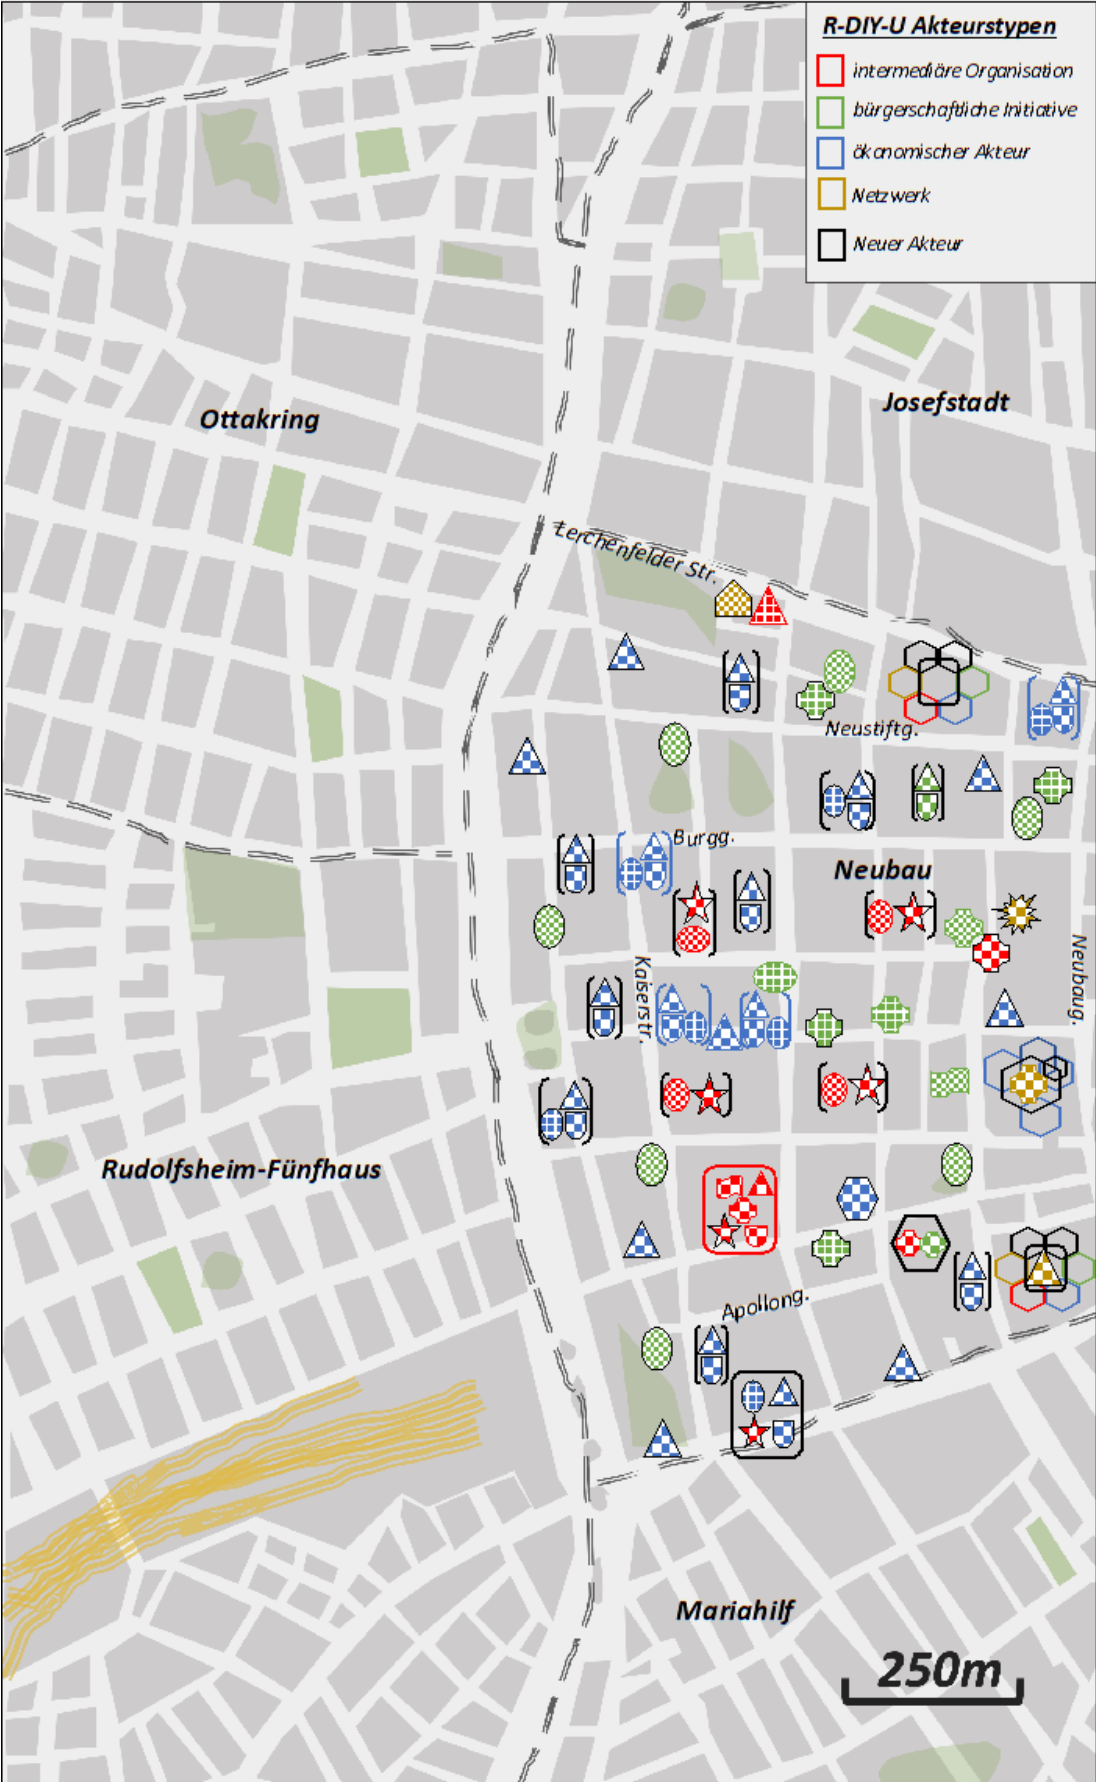 R-DIY-U Akteurstypen
intermediäre Organisation
bürgerschaftliche Initiative
ökonomischer Akteur
Netzwerk
Neuer Akteur
Ottakring
Josefstadt
Lerchenfelder Str.
Neustiftg.
Burgg.
Neubau
Neubaug.
Kaiserstr.
Rudolfsheim-Fünfhaus
Apollong.
Mariahilf
250m